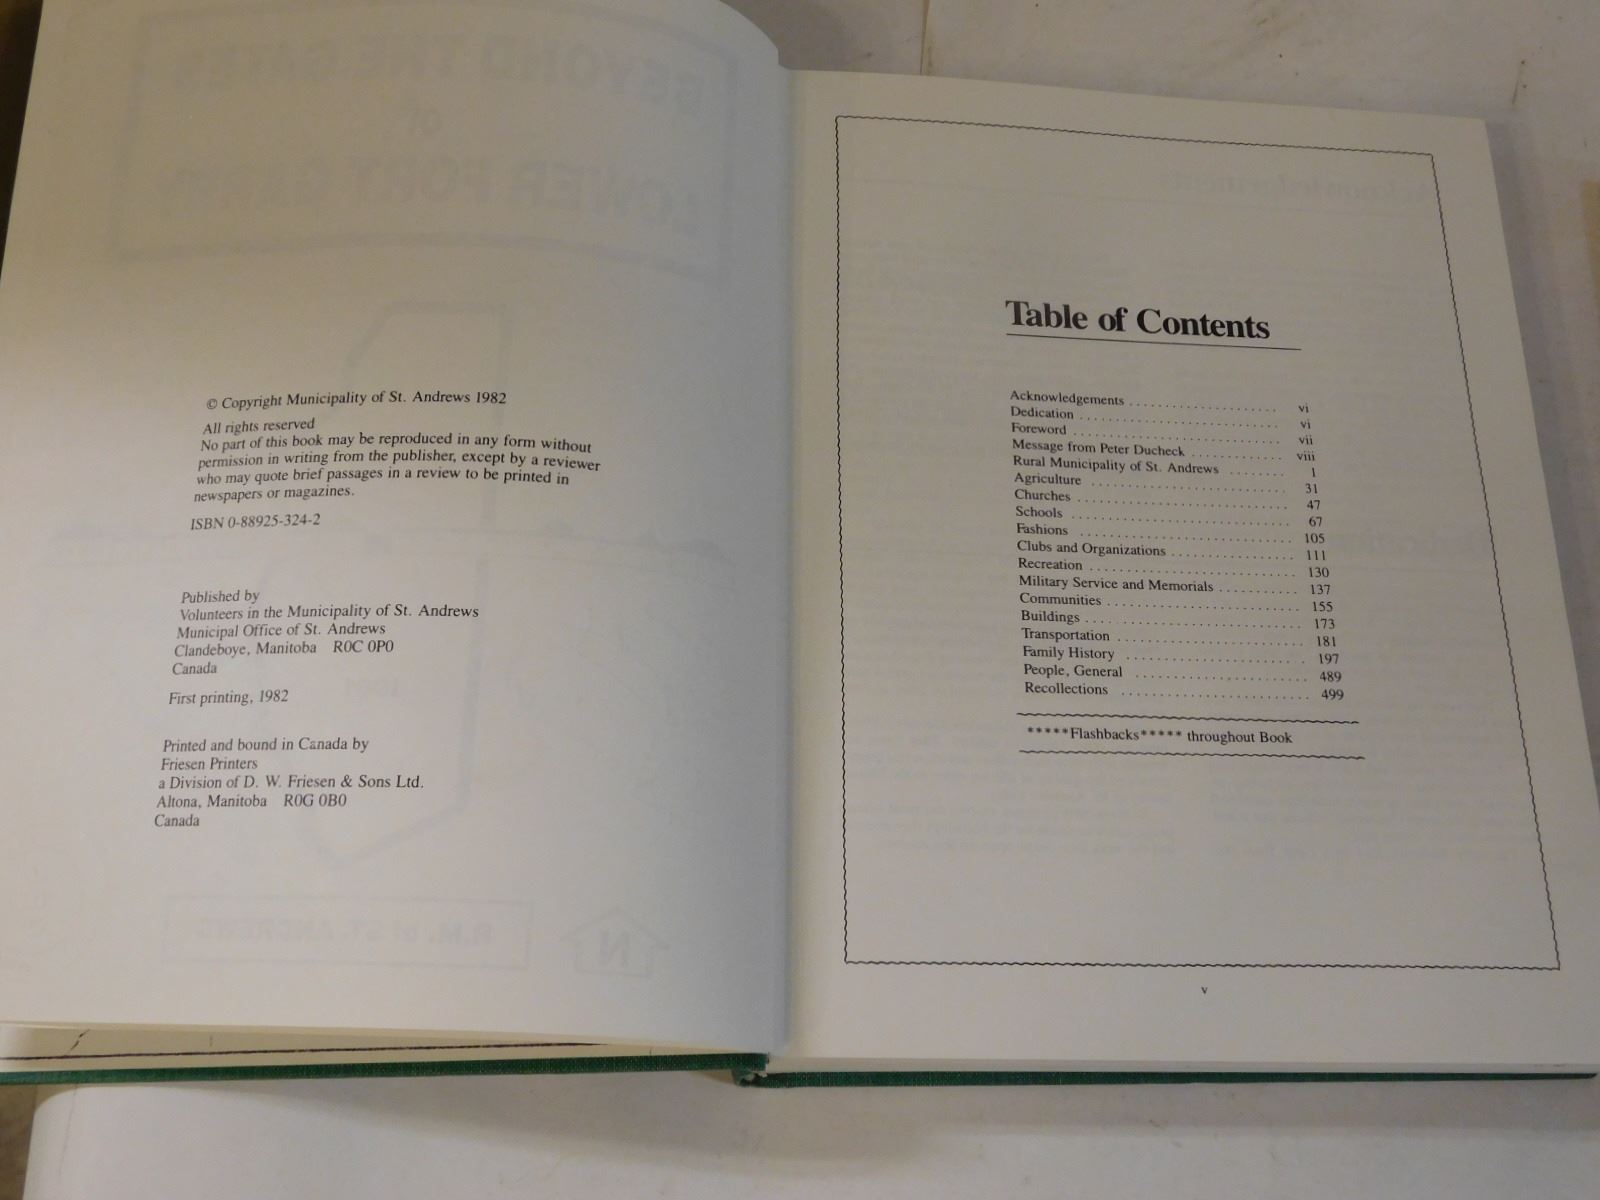 © Copyright Municipality of St. Andrews 1982
All rights reserved
No part of this book may be reproduced in any form without
permission in writing from the publisher, except by a reviewer
who may quote brief passages in a review to be printed in
newspapers or magazines.
ISBN 0-88925-324-2
Published by
Volunteers in the Municipality of St. Andrews
Municipal Office of St. Andrews
Clandeboye, Manitoba R0C 0P0
Canada
First printing, 1982
Printed and bound in Canada by
Friesen Printers
a Division of D. W. Friesen & Sons Ltd.
Altona, Manitoba R0G 0B0
Canada
Table of Contents
Acknowledgements . . . . . . . . . . . . . . . . . . . . vi
Dedication . . . . . . . . . . . . . . . . . . . . . . . . . . . vi
Foreword . . . . . . . . . . . . . . . . . . . . . . . . . . . . vii
Message from Peter Ducheck . . . . . . . . . . . . viii
Rural Municipality of St. Andrews . . . . . . . . 1
Agriculture . . . . . . . . . . . . . . . . . . . . . . . . . . 31
Churches . . . . . . . . . . . . . . . . . . . . . . . . . . . . 47
Schools . . . . . . . . . . . . . . . . . . . . . . . . . . . . . 67
Fashions . . . . . . . . . . . . . . . . . . . . . . . . . . . . 105
Clubs and Organizations . . . . . . . . . . . . . . . . 111
Recreation . . . . . . . . . . . . . . . . . . . . . . . . . . . 130
Military Service and Memorials . . . . . . . . . . . 137
Communities . . . . . . . . . . . . . . . . . . . . . . . . . 155
Buildings . . . . . . . . . . . . . . . . . . . . . . . . . . . . 173
Transportation . . . . . . . . . . . . . . . . . . . . . . . . 181
Family History . . . . . . . . . . . . . . . . . . . . . . . . 197
People, General . . . . . . . . . . . . . . . . . . . . . . . 489
Recollections . . . . . . . . . . . . . . . . . . . . . . . . . 499
*****Flashbacks***** throughout Book
v